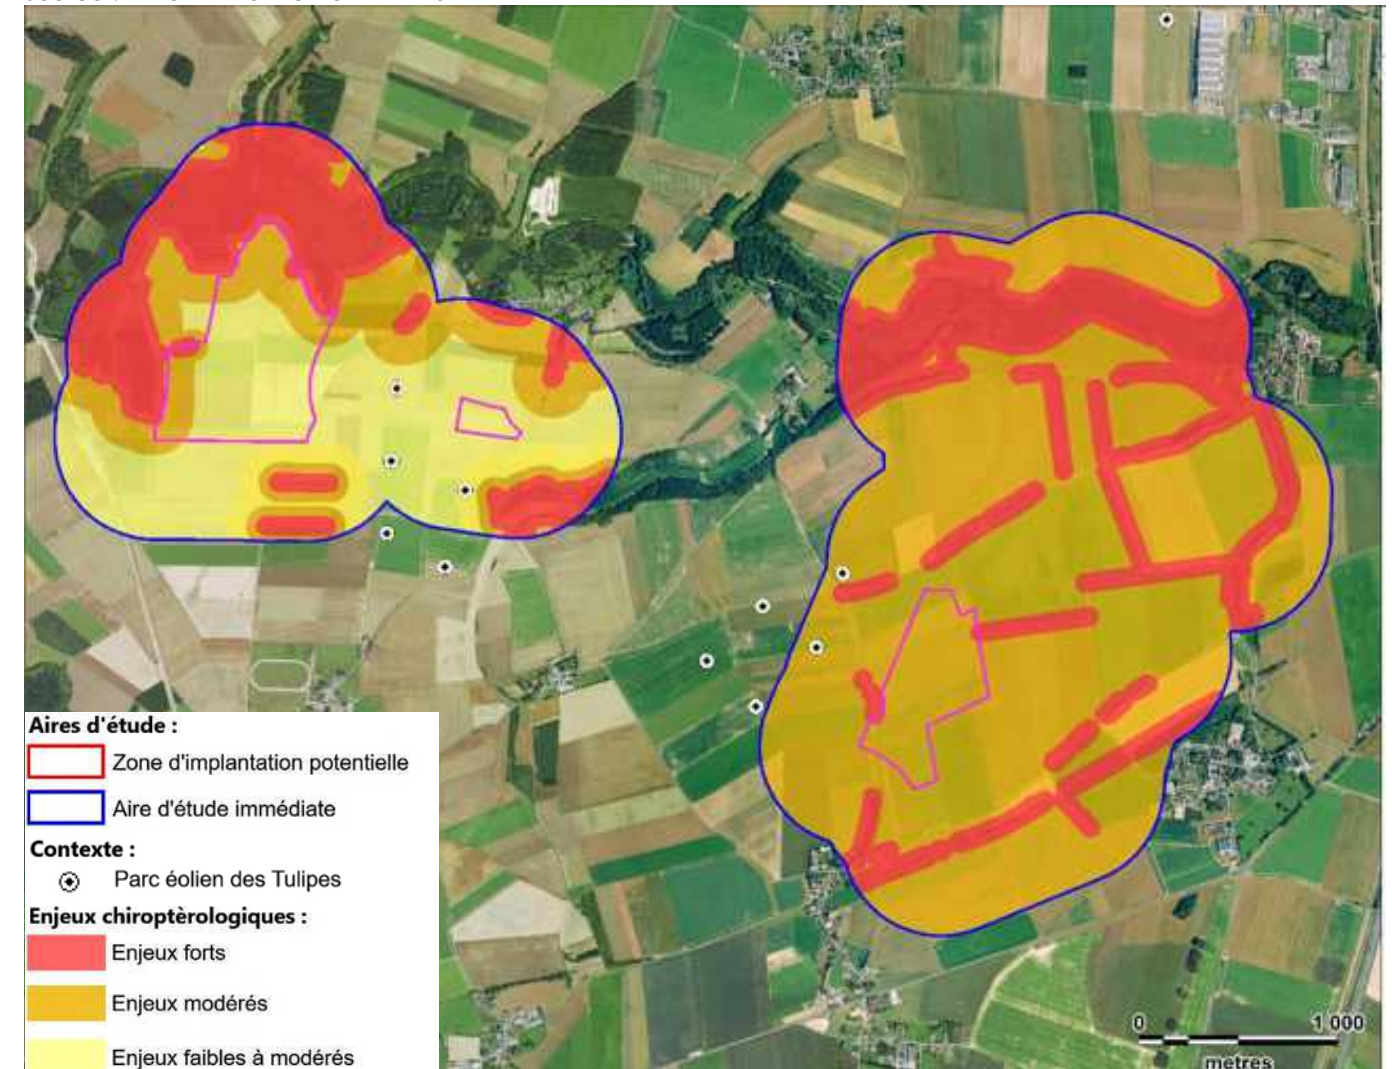 Aires d'étude :
Zone d'implantation potentielle
Aire d'étude immédiate
Contexte :
Parc éolien des Tulipes
Enjeux chiroptèrologiques :
Enjeux forts
Enjeux modérés
Enjeux faibles à modérés
0 1 000
metres